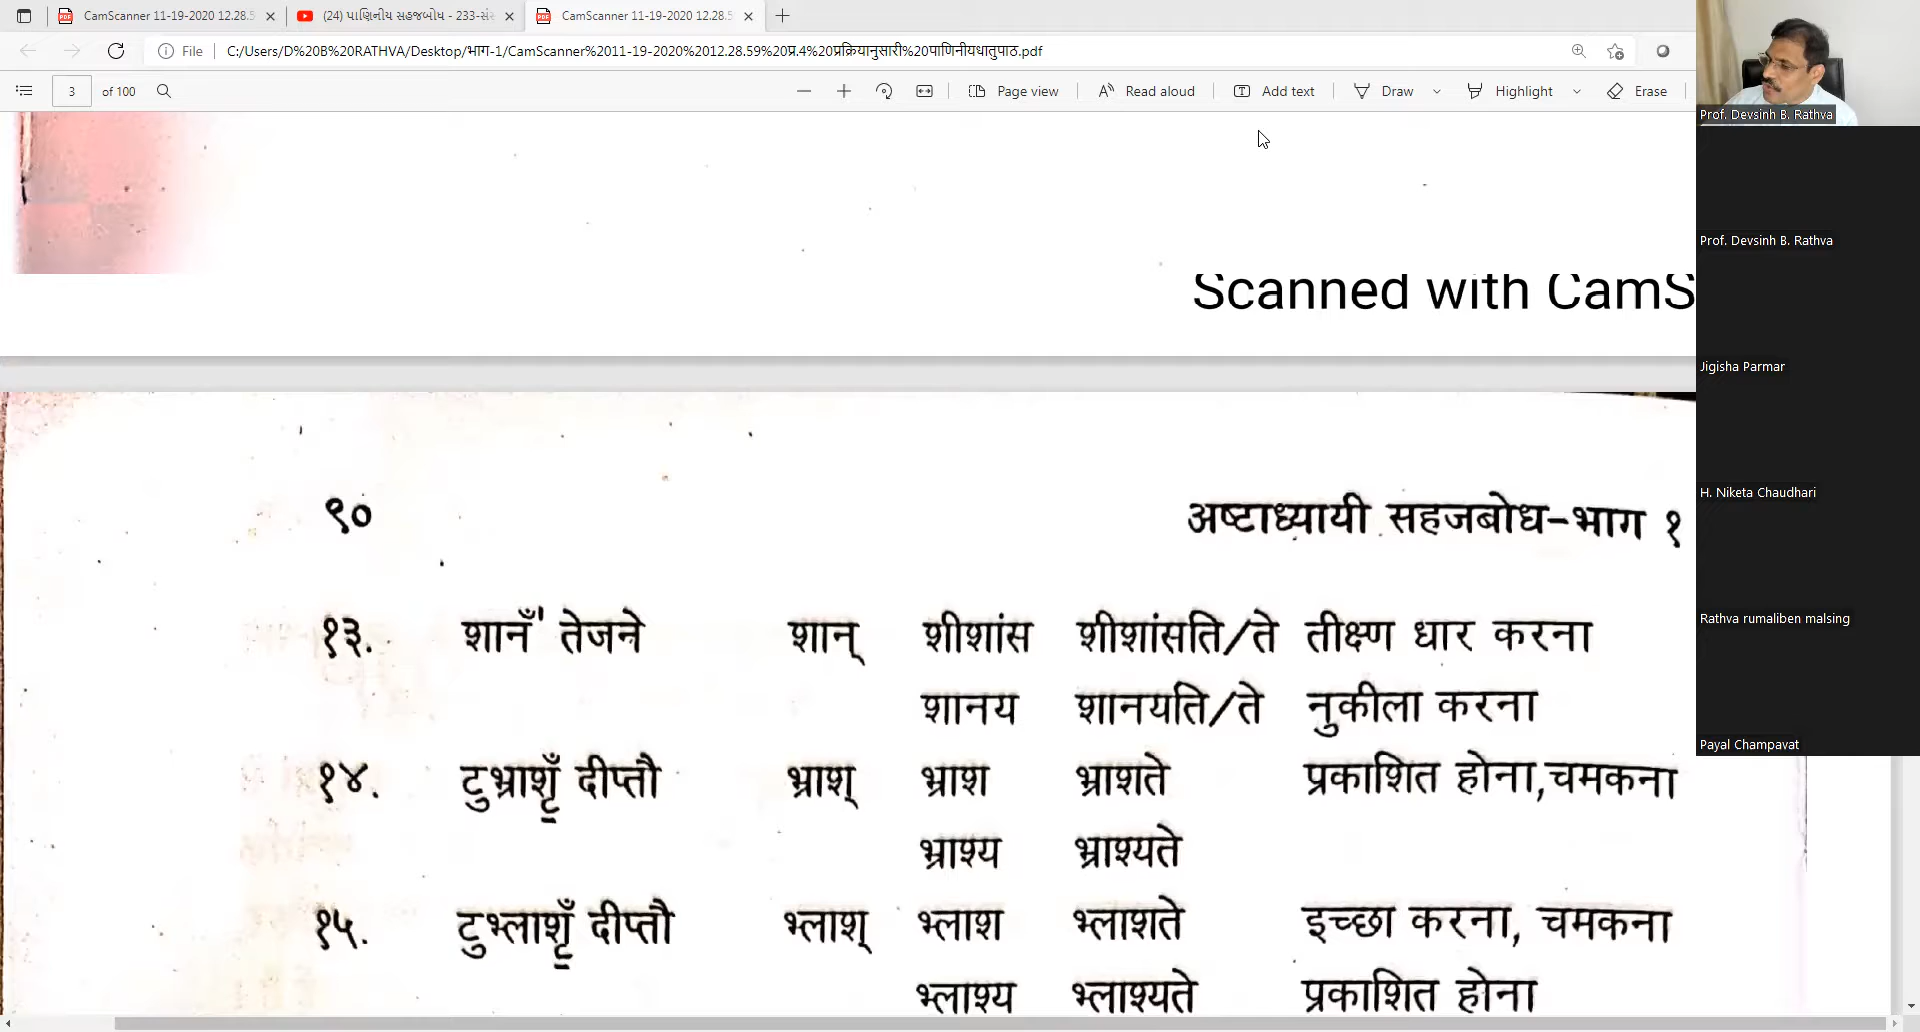 CamScanner 11-19-2020 12.28.5
(24) પાણિનીય સહજબોધ - 233-સં
CamScanner 11-19-2020 12.28.5
File C:/Users/D%20B%20RATHVA/Desktop/भाग-1/CamScanner%2011-19-2020%2012.28.59%20प्र.4%20प्रक्रियानुसारी%20पाणिनीयधातुपाठ.pdf
3 of 100 Page view Read aloud Add text Draw Highlight Erase
Prof. Devsinh B. Rathva
Prof. Devsinh B. Rathva
Jigisha Parmar
H. Niketa Chaudhari
Rathva rumaliben malsing
Payal Champavat
Scanned with CamS
९० अष्टाध्यायी सहजबोध-भाग १
१३. शानँ' तेजने शान् शीशांस शीशांसति/ते तीक्ष्ण धार करना
शानय शानयति/ते नुकीला करना
१४. टुभ्राशृँ दीप्तौ भ्राश् भ्राश भ्राशते प्रकाशित होना,चमकना
भ्राश्य भ्राश्यते
१५. टुभ्लाशृँ दीप्तौ भ्लाश् भ्लाश भ्लाशते इच्छा करना, चमकना
भ्लाश्य भ्लाश्यते प्रकाशित होना